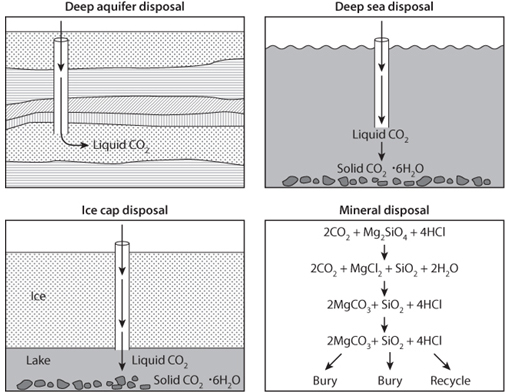 Deep aquifer disposal
Liquid CO₂
Deep sea disposal
Liquid CO₂
Solid CO₂ ·6H₂O
Ice cap disposal
Ice
Lake
Liquid CO₂
Solid CO₂ ·6H₂O
Mineral disposal
2CO₂ + Mg₂SiO₄ + 4HCl
2CO₂ + MgCl₂ + SiO₂ + 2H₂O
2MgCO₃+ SiO₂ + 4HCl
2MgCO₃+ SiO₂ + 4HCl
Bury Bury Recycle